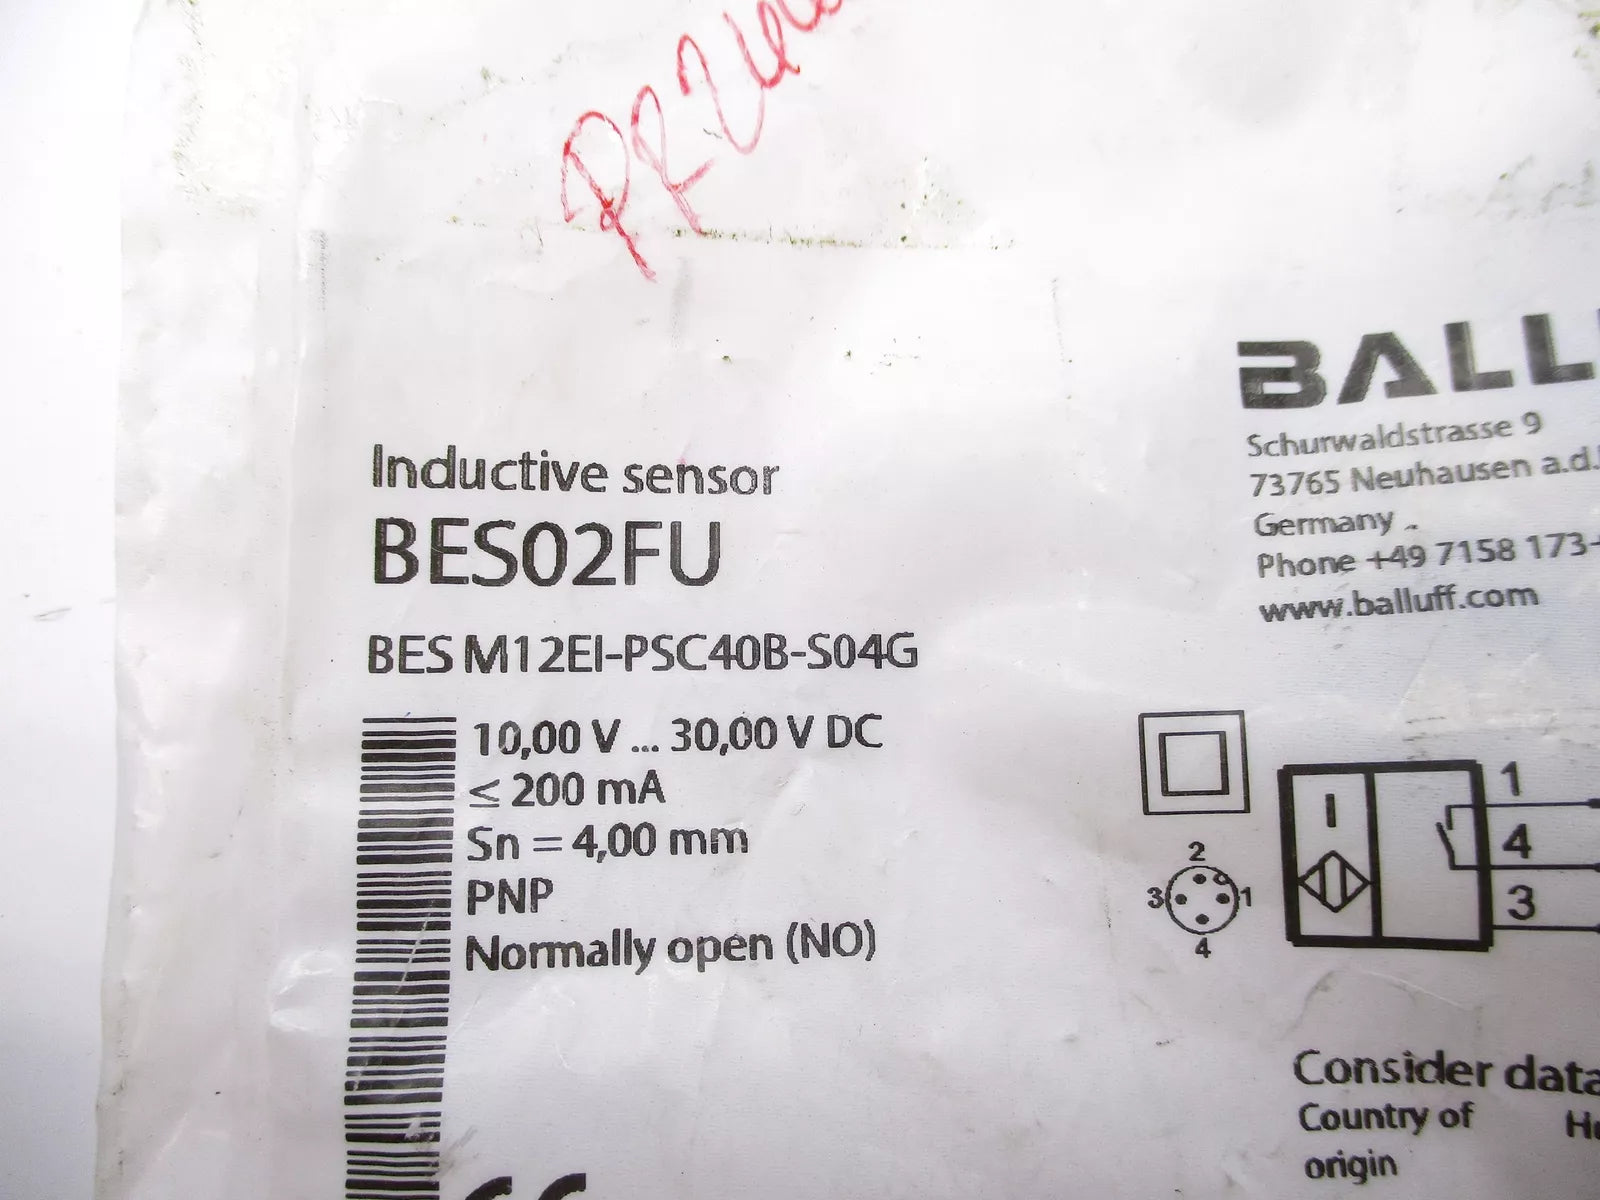 Inductive sensor
BES02FU
BES M12EI-PSC40B-S04G
10,00 V ... 30,00 V DC
≤ 200 mA
Sn = 4,00 mm
PNP
Normally open (NO)
BALL
Schurwaldstrasse 9
73765 Neuhausen a.d.
Germany
Phone +49 7158 173-
www.balluff.com
2
3 1
4
1
4
3
Consider data
Country of
origin
CE